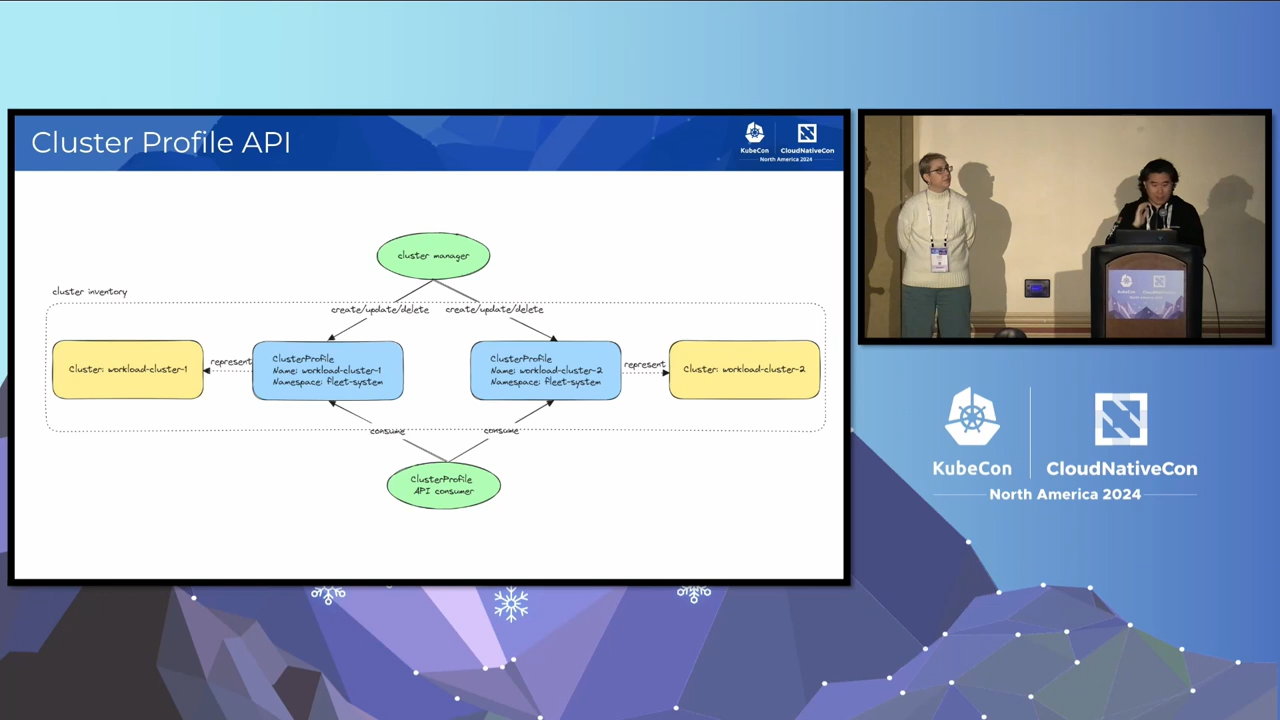 Cluster Profile API
KubeCon
CloudNativeCon
North America 2024
cluster manager
cluster inventory
create/update/delete
create/update/delete
Cluster: workload-cluster-1
represent
ClusterProfile
Name: workload-cluster-1
Namespace: fleet-system
ClusterProfile
Name: workload-cluster-2
Namespace: fleet-system
represent
Cluster: workload-cluster-2
consume
consume
ClusterProfile
API consumer
KubeCon
CloudNativeCon
North America 2024